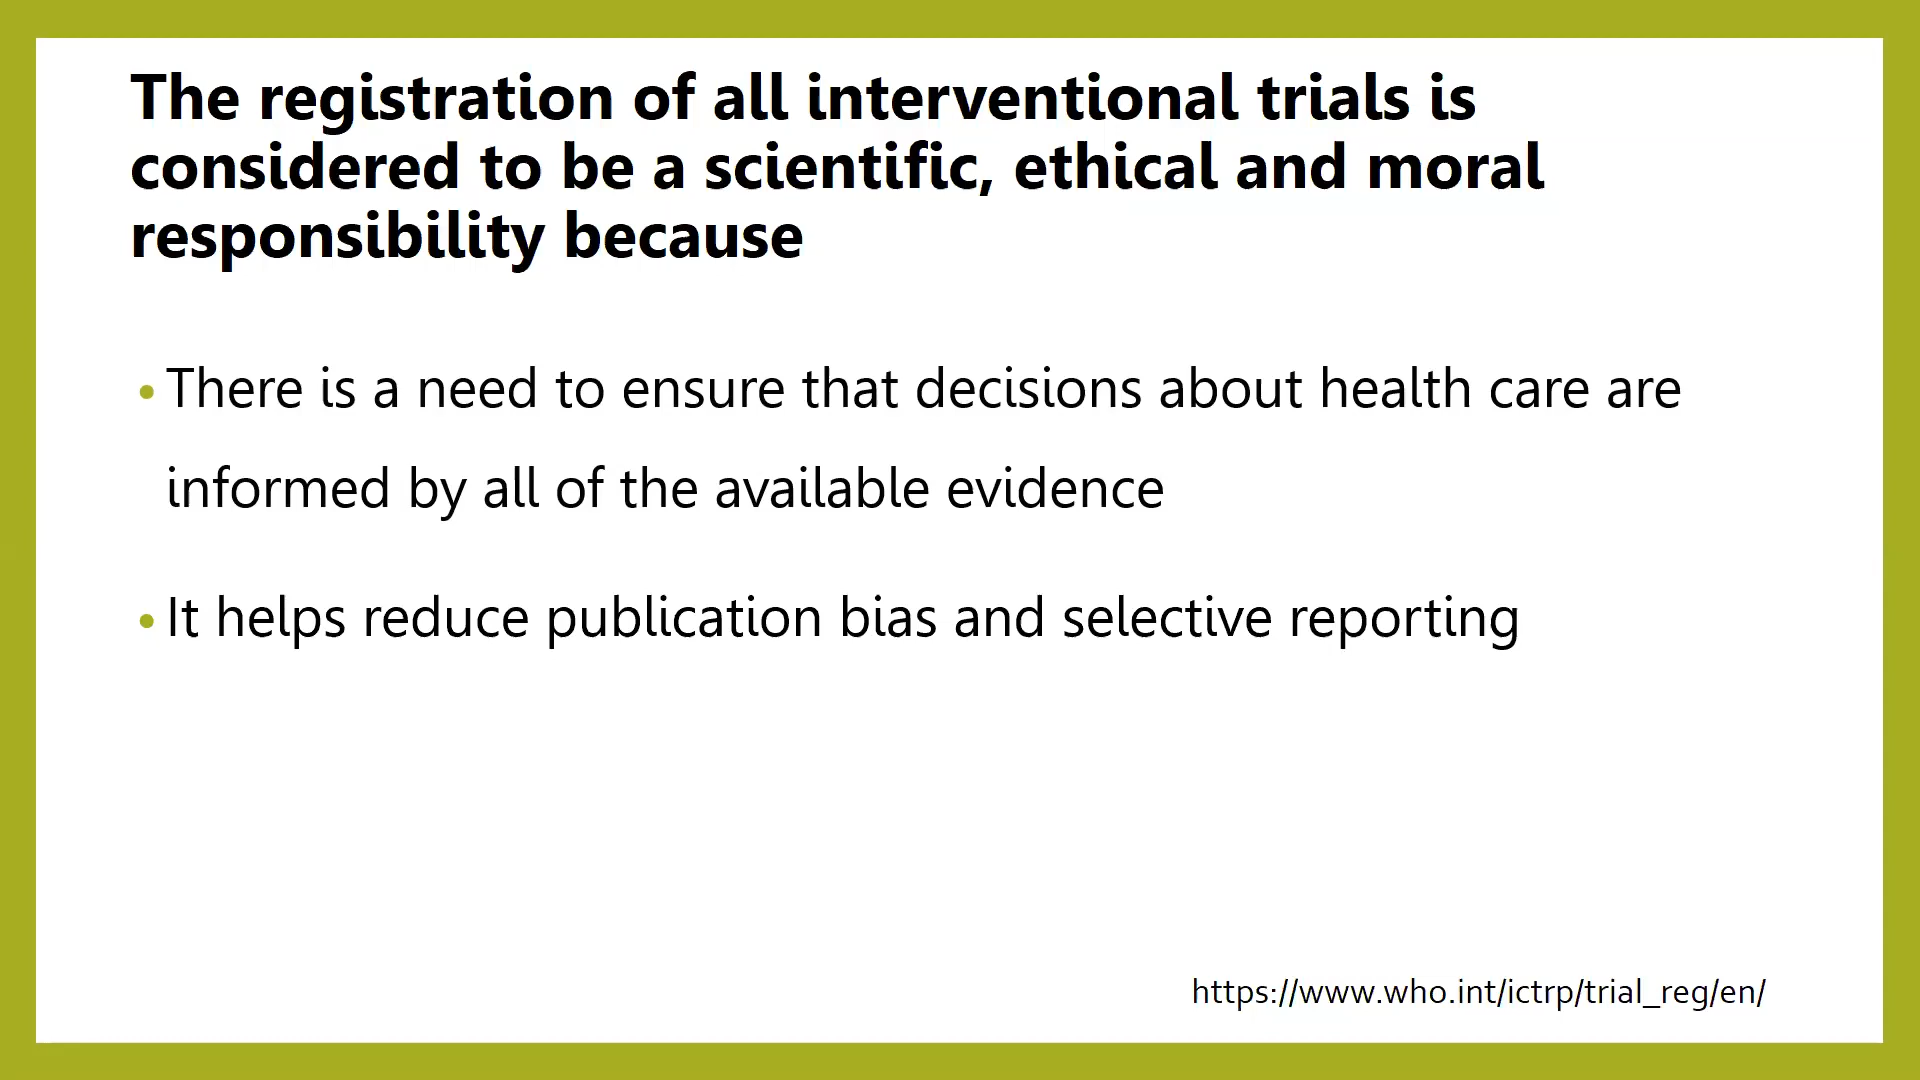 The registration of all interventional trials is
considered to be a scientific, ethical and moral
responsibility because
• There is a need to ensure that decisions about health care are
informed by all of the available evidence
• It helps reduce publication bias and selective reporting
https://www.who.int/ictrp/trial_reg/en/